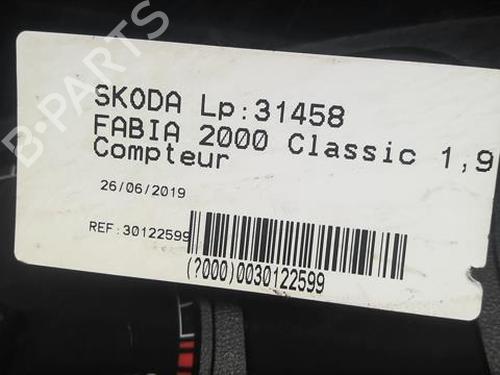 B-PARTS
SKODA Lp:31458
FABIA 2000 Classic 1,9
Compteur
26/06/2019
REF:30122599
(?000)0030122599